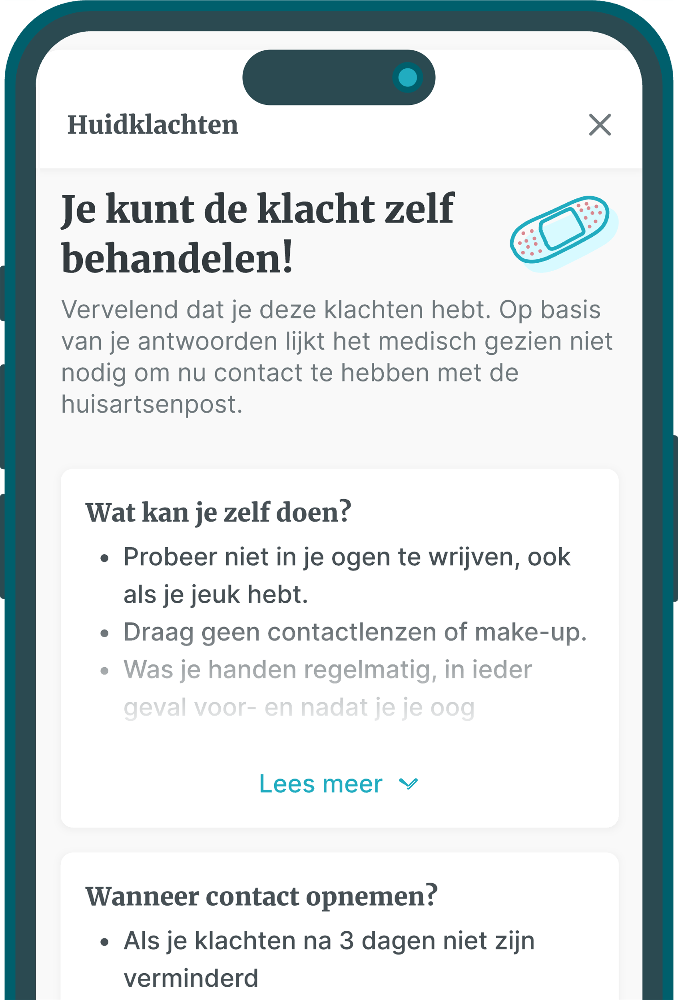 Huidklachten
Je kunt de klacht zelf
behandelen!
Vervelend dat je deze klachten hebt. Op basis
van je antwoorden lijkt het medisch gezien niet
nodig om nu contact te hebben met de
huisartsenpost.
Wat kan je zelf doen?
• Probeer niet in je ogen te wrijven, ook
als je jeuk hebt.
• Draag geen contactlenzen of make-up.
• Was je handen regelmatig, in ieder
geval voor- en nadat je je oog
Lees meer
Wanneer contact opnemen?
• Als je klachten na 3 dagen niet zijn
verminderd